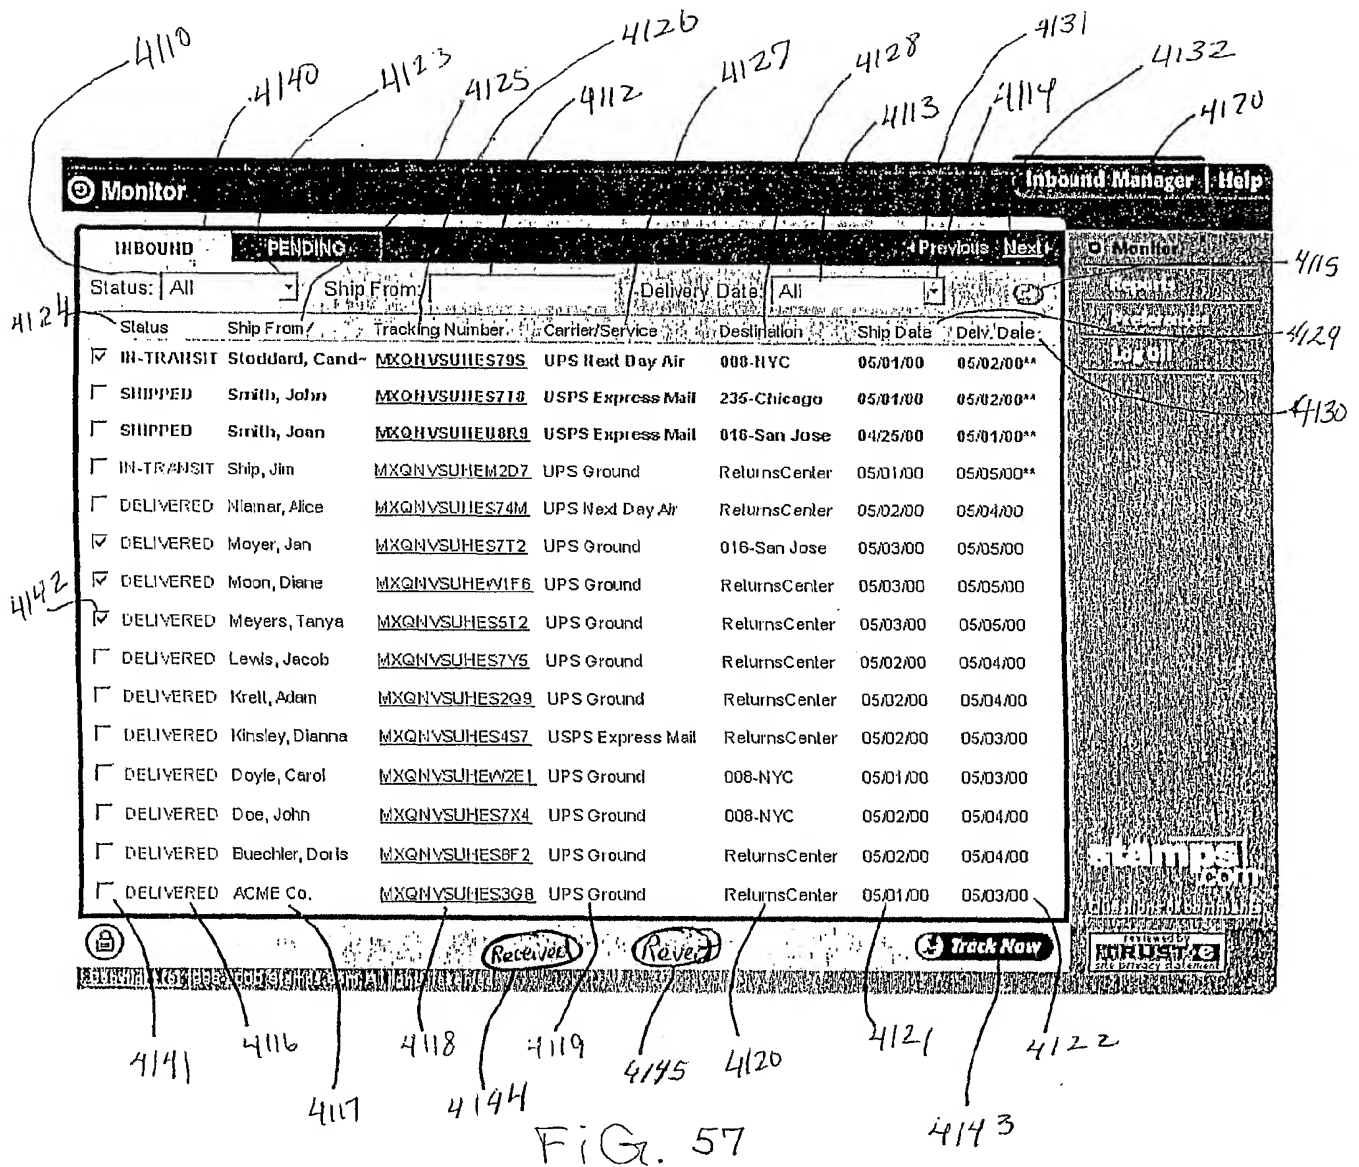 4110
4140
4123
4125
4126
4112
4127
4128
4113
4131
4114
4132
4170
Monitor
Inbound Manager | Help
INBOUND PENDING Previous Next
Monitor
Status: All Ship From: Delivery Date: All
4115
Reports
4124
Status Ship From Tracking Number Carrier/Service Destination Ship Date Delv. Date
4129
Log Off
IN-TRANSIT Stoddard, Cand~ MXQNVSUHES79S UPS Next Day Air 008-NYC 05/01/00 05/02/00**
SHIPPED Smith, John MXQNVSUHES718 USPS Express Mail 235-Chicago 05/01/00 05/02/00**
4130
SHIPPED Smith, Joan MXQNVSUHEU8R9 USPS Express Mail 016-San Jose 04/25/00 05/01/00**
IN-TRANSIT Ship, Jim MXQNVSUHEM2D7 UPS Ground ReturnsCenter 05/01/00 05/05/00**
DELIVERED Niamar, Alice MXQNVSUHES74M UPS Next Day Air ReturnsCenter 05/02/00 05/04/00
DELIVERED Moyer, Jan MXQNVSUHES7T2 UPS Ground 016-San Jose 05/03/00 05/05/00
DELIVERED Moon, Diane MXQNVSUHEW1F6 UPS Ground ReturnsCenter 05/03/00 05/05/00
4142
DELIVERED Meyers, Tanya MXQNVSUHES5T2 UPS Ground ReturnsCenter 05/03/00 05/05/00
DELIVERED Lewis, Jacob MXQNVSUHES7Y5 UPS Ground ReturnsCenter 05/02/00 05/04/00
DELIVERED Krell, Adam MXQNVSUHES2Q9 UPS Ground ReturnsCenter 05/02/00 05/04/00
DELIVERED Kinsley, Dianna MXQNVSUHES4S7 USPS Express Mail ReturnsCenter 05/02/00 05/03/00
DELIVERED Doyle, Carol MXQNVSUHEW2E1 UPS Ground 008-NYC 05/01/00 05/03/00
DELIVERED Doe, John MXQNVSUHES7X4 UPS Ground 008-NYC 05/02/00 05/04/00
DELIVERED Buechler, Doris MXQNVSUHES8F2 UPS Ground ReturnsCenter 05/02/00 05/04/00
stamps.com
DELIVERED ACME Co. MXQNVSUHES3G8 UPS Ground ReturnsCenter 05/01/00 05/03/00
Received Revert Track Now
reviewed by
TRUST-e
site privacy statement
4141
4116
4117
4118
4144
4119
4145
4120
4121
4143
4122
FiG. 57